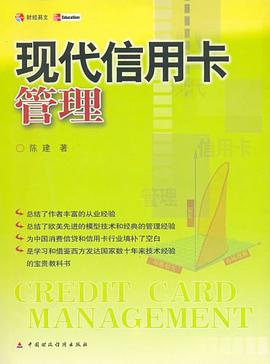 财经易文 Education
现代信用卡
管理
○陈 建 著
总结了作者丰富的从业经验
总结了欧美先进的模型技术和经典的管理经验
为中国消费信贷和信用卡行业填补了空白
是学习和借鉴西方发达国家数十年来技术经验
的宝贵教科书
信用卡
管理
CREDIT CARD
MANAGEMENT
中国财政经济出版社